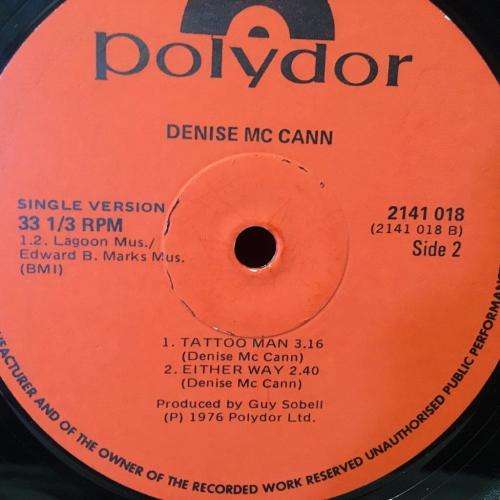 polydor
DENISE MC CANN
SINGLE VERSION
33 1/3 RPM
1.2. Lagoon Mus./
Edward B. Marks Mus.
(BMI)
2141 018
(2141 018 B)
Side 2
1. TATTOO MAN 3.16
(Denise Mc Cann)
2. EITHER WAY 2.40
(Denise Mc Cann)
Produced by Guy Sobell
(P) 1976 Polydor Ltd.
UFACTURER AND OF THE OWNER OF THE RECORDED WORK RESERVED UNAUTHORISED PUBLIC PERFORMANC